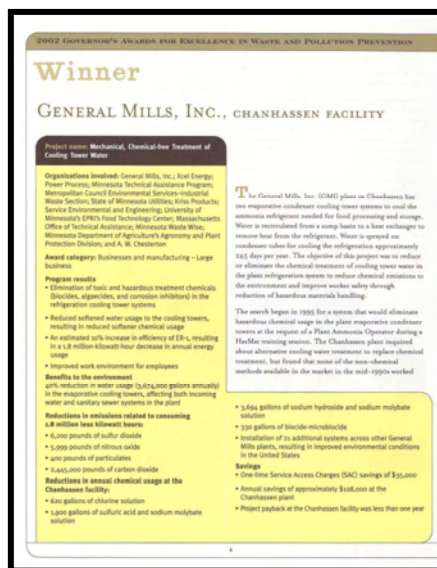 2002 GOVERNOR'S AWARDS FOR EXCELLENCE IN WASTE AND POLLUTION PREVENTION
Winner
GENERAL MILLS, INC., CHANHASSEN FACILITY
Project name: Mechanical, Chemical-free Treatment of
Cooling Tower Water
Organizations involved: General Mills, Inc.; Xcel Energy;
Power Process; Minnesota Technical Assistance Program;
Metropolitan Council Environmental Services-Industrial
Waste Section; State of Minnesota Utilities; Kriss Products;
Service Environmental and Engineering; University of
Minnesota's EPRI's Food Technology Center; Massachusetts
Office of Technical Assistance; Minnesota Waste Wise;
Minnesota Department of Agriculture's Agronomy and Plant
Protection Division; and A. W. Chesterton
Award category: Businesses and manufacturing – Large
business
Program results
• Elimination of toxic and hazardous treatment chemicals
(biocides, algaecides, and corrosion inhibitors) in the
refrigeration cooling tower systems
• Reduced softened water usage to the cooling towers,
resulting in reduced softener chemical usage
• An estimated 10% increase in efficiency of ER-1, resulting
in a 1.8 million-kilowatt-hour decrease in annual energy
usage
• Improved work environment for employees
Benefits to the environment
40% reduction in water usage (3,674,000 gallons annually)
in the evaporative cooling towers, affecting both incoming
water and sanitary sewer systems in the plant
Reductions in emissions related to consuming
1.8 million less kilowatt hours:
• 6,200 pounds of sulfur dioxide
• 5,999 pounds of nitrous oxide
• 400 pounds of particulates
• 2,445,000 pounds of carbon dioxide
Reductions in annual chemical usage at the
Chanhassen facility:
• 620 gallons of chlorine solution
• 1,900 gallons of sulfuric acid and sodium molybate
solution
The General Mills, Inc. (GMI) plant in Chanhassen has
two evaporative condenser cooling tower systems to cool the
ammonia refrigerant needed for food processing and storage.
Water is recirculated from a sump basin to a heat exchanger to
remove heat from the refrigerant. Water is sprayed on
condenser tubes for cooling the refrigeration approximately
245 days per year. The objective of this project was to reduce
or eliminate the chemical treatment of cooling tower water in
the plant refrigeration system to reduce chemical emissions to
the environment and improve worker safety through
reduction of hazardous materials handling.
The search began in 1995 for a system that would eliminate
hazardous chemical usage in the plant evaporative condenser
towers at the request of a Plant Ammonia Operator during a
HazMat training session. The Chanhassen plant inquired
about alternative cooling water treatment to replace chemical
treatment, but found that none of the non-chemical
methods available in the market in the mid-1990s worked
• 3,694 gallons of sodium hydroxide and sodium molybate
solution
• 330 gallons of biocide-microbiocide
• Installation of 21 additional systems across other General
Mills plants, resulting in improved environmental conditions
in the United States
Savings
• One-time Service Access Charges (SAC) savings of $35,000
• Annual savings of approximately $108,000 at the
Chanhassen plant
• Project payback at the Chanhassen facility was less than one year